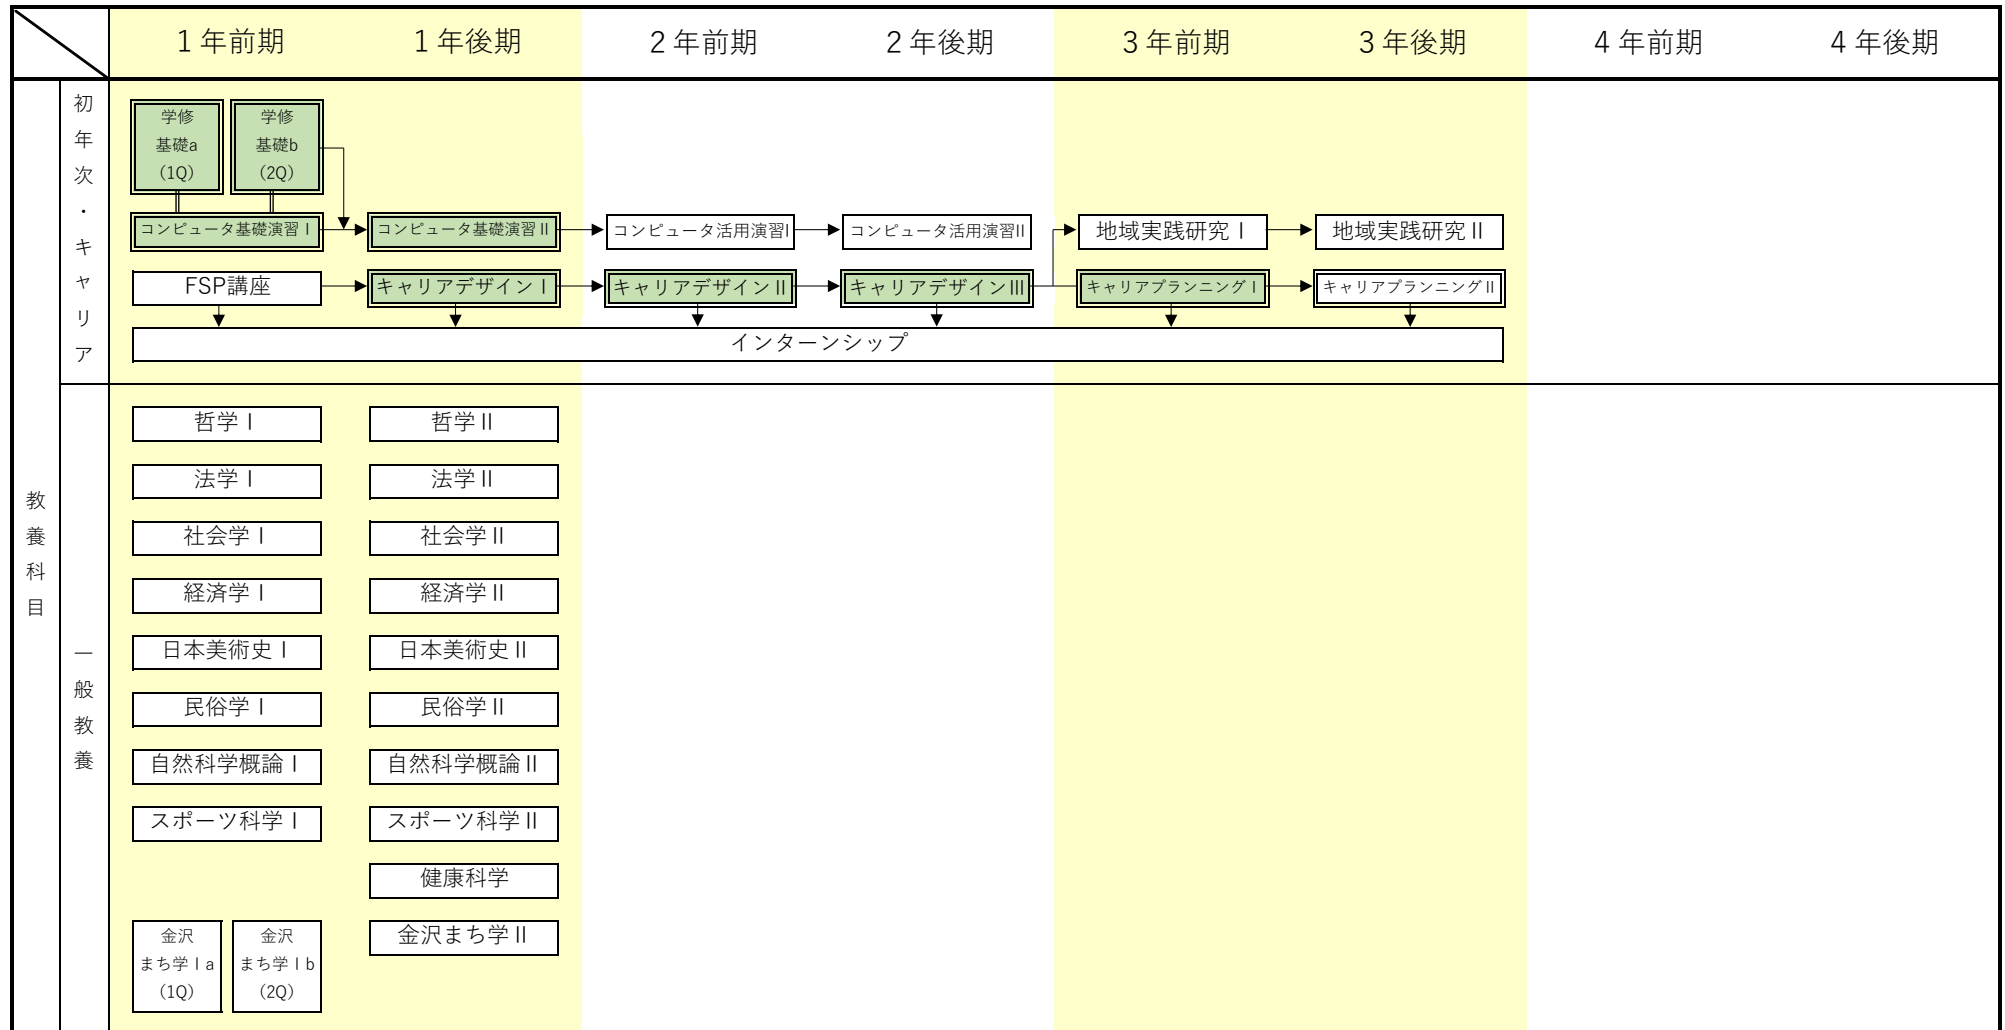 1年前期 1年後期 2年前期 2年後期 3年前期 3年後期 4年前期 4年後期
教養科目
初年次・キャリア
学修
基礎a
(1Q)
学修
基礎b
(2Q)
コンピュータ基礎演習Ⅰ コンピュータ基礎演習Ⅱ コンピュータ活用演習I コンピュータ活用演習II 地域実践研究Ⅰ 地域実践研究Ⅱ
FSP講座 キャリアデザインⅠ キャリアデザインⅡ キャリアデザインⅢ キャリアプランニングⅠ キャリアプランニングⅡ
インターンシップ
一般教養
哲学Ⅰ 哲学Ⅱ
法学Ⅰ 法学Ⅱ
社会学Ⅰ 社会学Ⅱ
経済学Ⅰ 経済学Ⅱ
日本美術史Ⅰ 日本美術史Ⅱ
民俗学Ⅰ 民俗学Ⅱ
自然科学概論Ⅰ 自然科学概論Ⅱ
スポーツ科学Ⅰ スポーツ科学Ⅱ
健康科学
金沢
まち学Ⅰa
(1Q)
金沢
まち学Ⅰb
(2Q)
金沢まち学Ⅱ